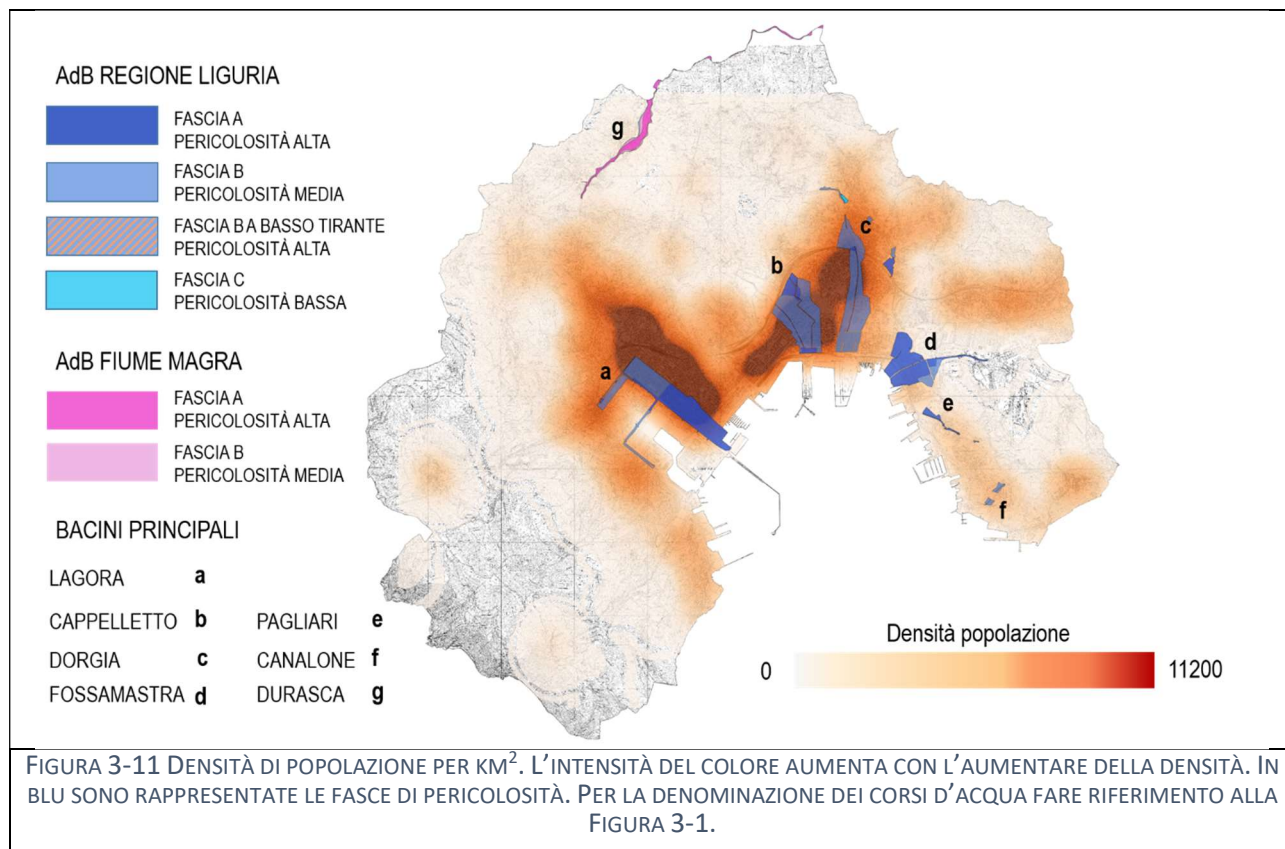 AdB REGIONE LIGURIA
FASCIA A
PERICOLOSITÀ ALTA
FASCIA B
PERICOLOSITÀ MEDIA
FASCIA B A BASSO TIRANTE
PERICOLOSITÀ ALTA
FASCIA C
PERICOLOSITÀ BASSA
AdB FIUME MAGRA
FASCIA A
PERICOLOSITÀ ALTA
FASCIA B
PERICOLOSITÀ MEDIA
BACINI PRINCIPALI
LAGORA a
CAPPELLETTO b PAGLIARI e
DORGIA c CANALONE f
FOSSAMASTRA d DURASCA g
g
c
b
d
a
e
f
Densità popolazione
0 11200
FIGURA 3-11 DENSITÀ DI POPOLAZIONE PER KM². L'INTENSITÀ DEL COLORE AUMENTA CON L'AUMENTARE DELLA DENSITÀ. IN
BLU SONO RAPPRESENTATE LE FASCE DI PERICOLOSITÀ. PER LA DENOMINAZIONE DEI CORSI D'ACQUA FARE RIFERIMENTO ALLA
FIGURA 3-1.